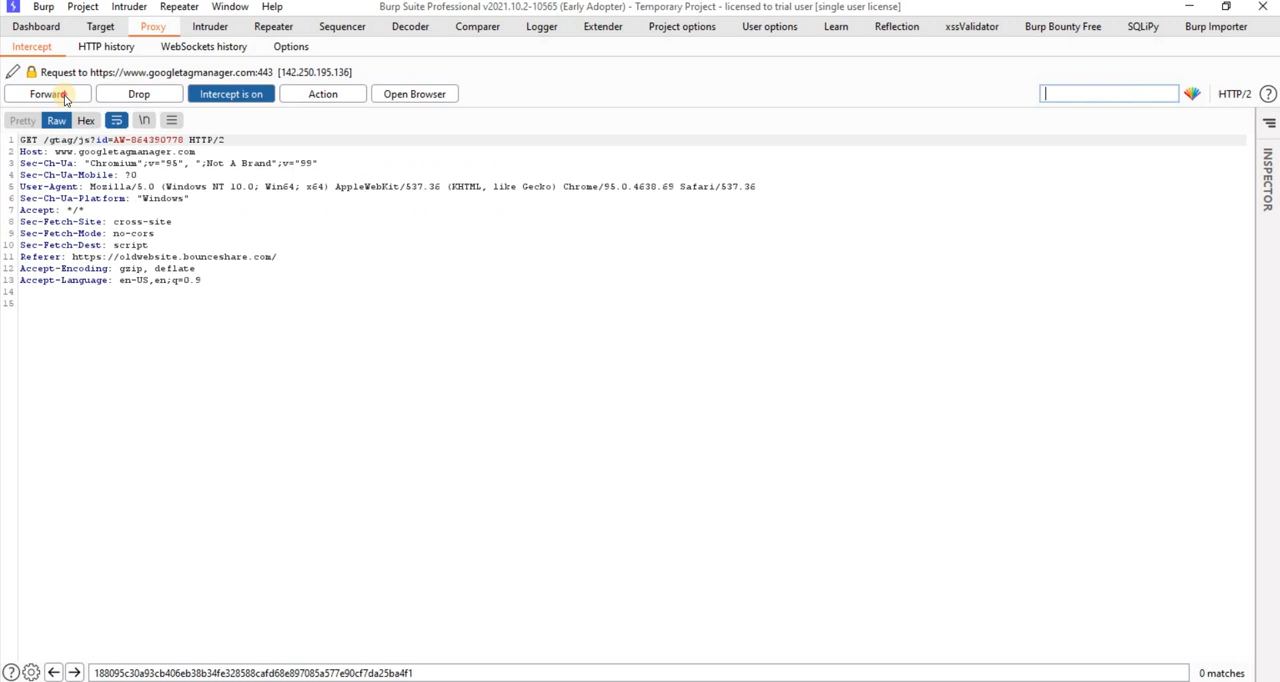 Burp Project Intruder Repeater Window Help Burp Suite Professional v2021.10.2-10565 (Early Adopter) - Temporary Project - licensed to trial user [single user license]
Dashboard Target Proxy Intruder Repeater Sequencer Decoder Comparer Logger Extender Project options User options Learn Reflection xssValidator Burp Bounty Free SQLiPy Burp Importer
Intercept HTTP history WebSockets history Options
Request to https://www.googletagmanager.com:443 [142.250.195.136]
Forward Drop Intercept is on Action Open Browser HTTP/2 ?
Pretty Raw Hex \n
INSPECTOR
1 GET /gtag/js?id=AW-864390778 HTTP/2
2 Host: www.googletagmanager.com
3 Sec-Ch-Ua: "Chromium";v="95", ";Not A Brand";v="99"
4 Sec-Ch-Ua-Mobile: ?0
5 User-Agent: Mozilla/5.0 (Windows NT 10.0; Win64; x64) AppleWebKit/537.36 (KHTML, like Gecko) Chrome/95.0.4638.69 Safari/537.36
6 Sec-Ch-Ua-Platform: "Windows"
7 Accept: */*
8 Sec-Fetch-Site: cross-site
9 Sec-Fetch-Mode: no-cors
10 Sec-Fetch-Dest: script
11 Referer: https://oldwebsite.bounceshare.com/
12 Accept-Encoding: gzip, deflate
13 Accept-Language: en-US,en;q=0.9
14
15
? 188095c30a93cb406eb38b34fe328588cafd68e897085a577e90cf7da25ba4f1 0 matches